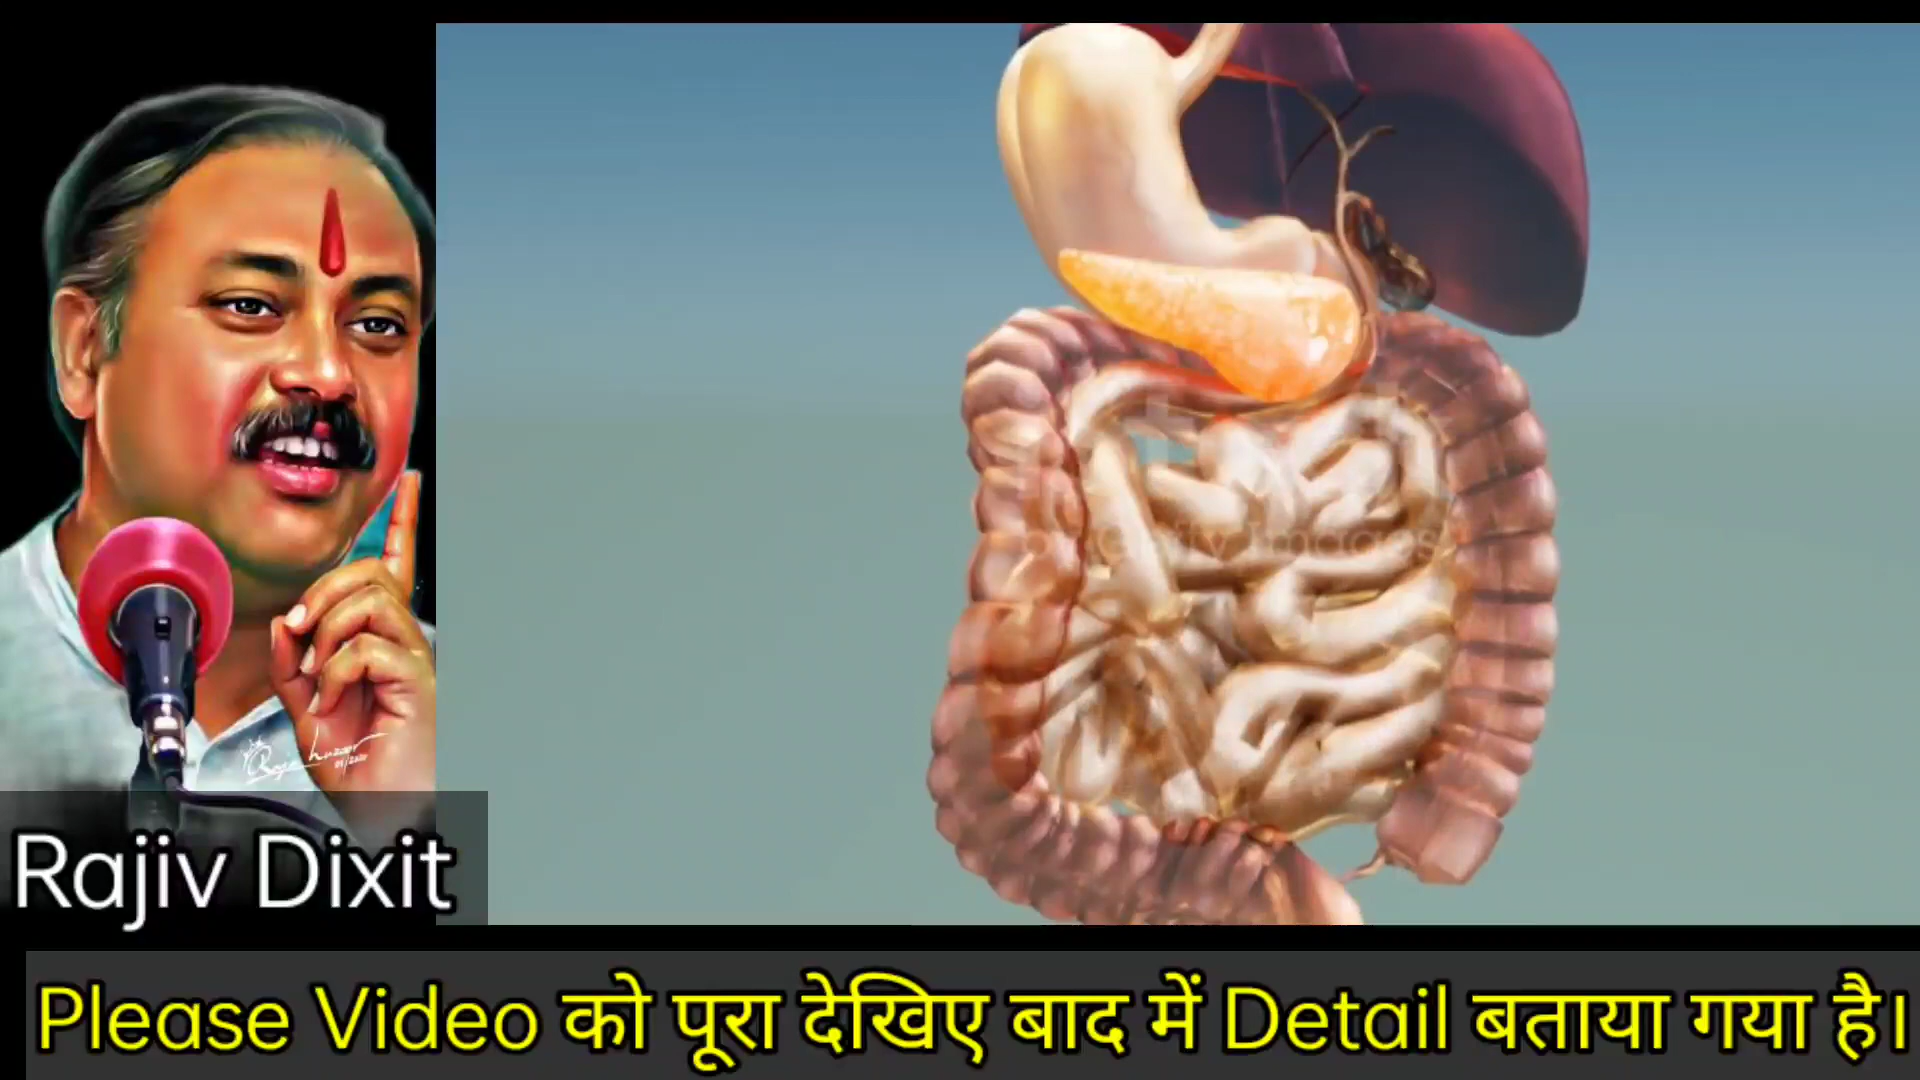 Rajiv Dixit
Please Video को पूरा देखिए बाद में Detail बताया गया है।